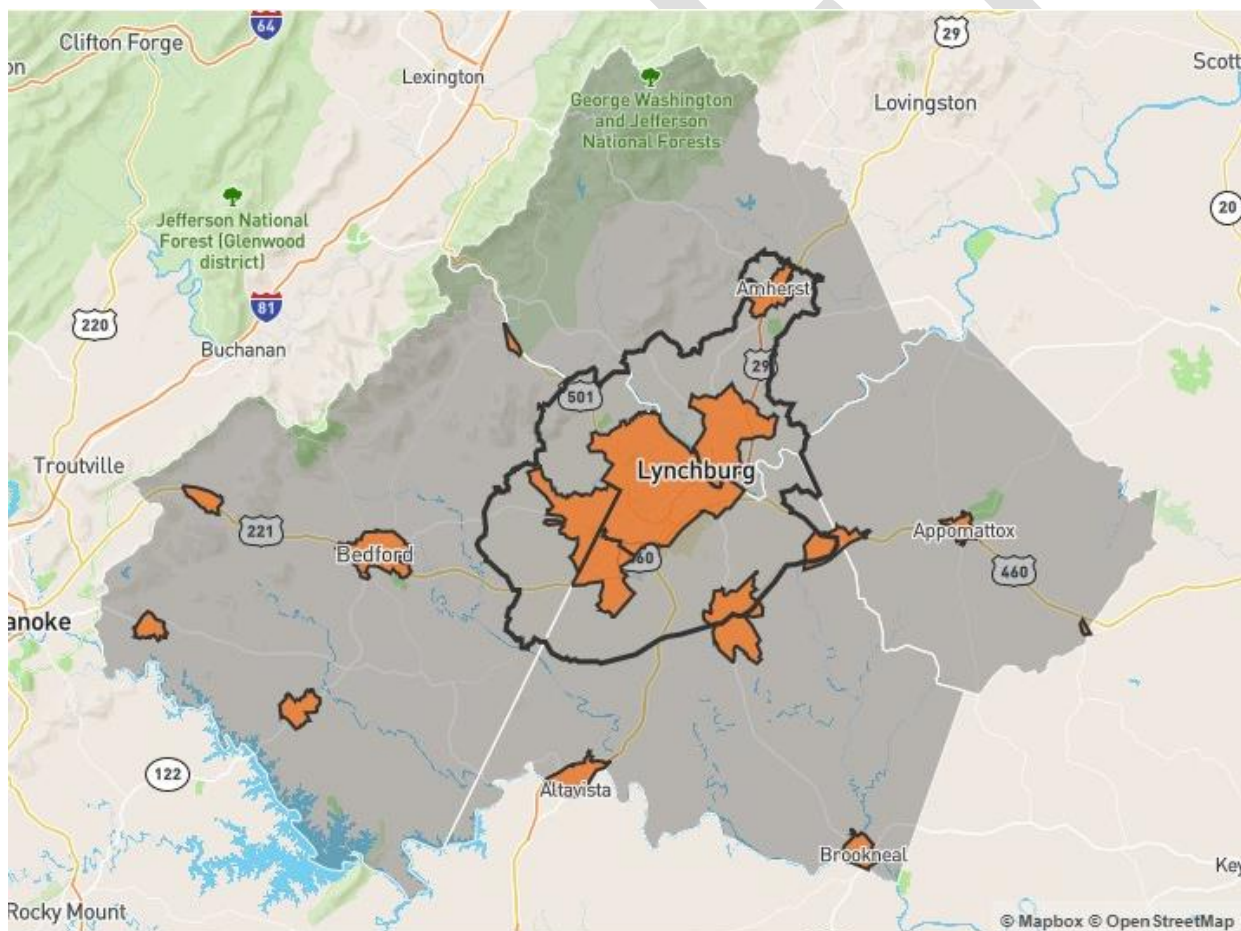 64
Clifton Forge
on
29
Scott
Lexington
George Washington
and Jefferson
National Forests
Lovingston
Jefferson National
Forest (Glenwood
district)
20
81
220
Amherst
Buchanan
29
501
Troutville
Lynchburg
221
Bedford
Appomattox
60
460
anoke
122
Altavista
Brookneal
Key
Rocky Mount
© Mapbox © OpenStreetMap